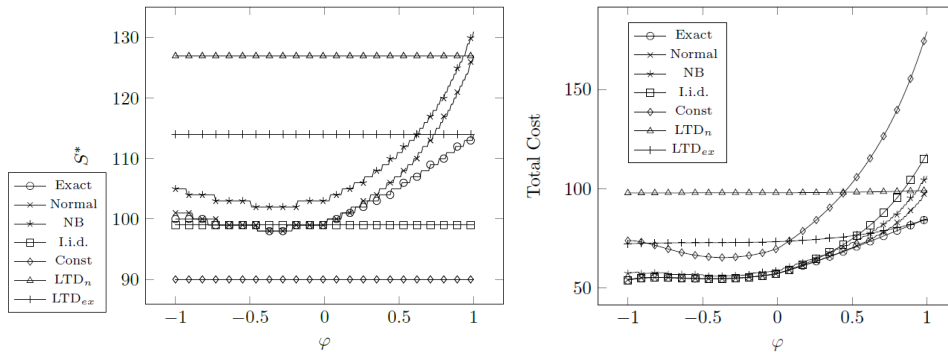 130
120
110
100
90
S*
−1
−0.5
0
0.5
1
φ
Exact
Normal
NB
I.i.d.
Const
LTDn
LTDex
150
100
50
Total Cost
−1
−0.5
0
0.5
1
φ
Exact
Normal
NB
I.i.d.
Const
LTDn
LTDex